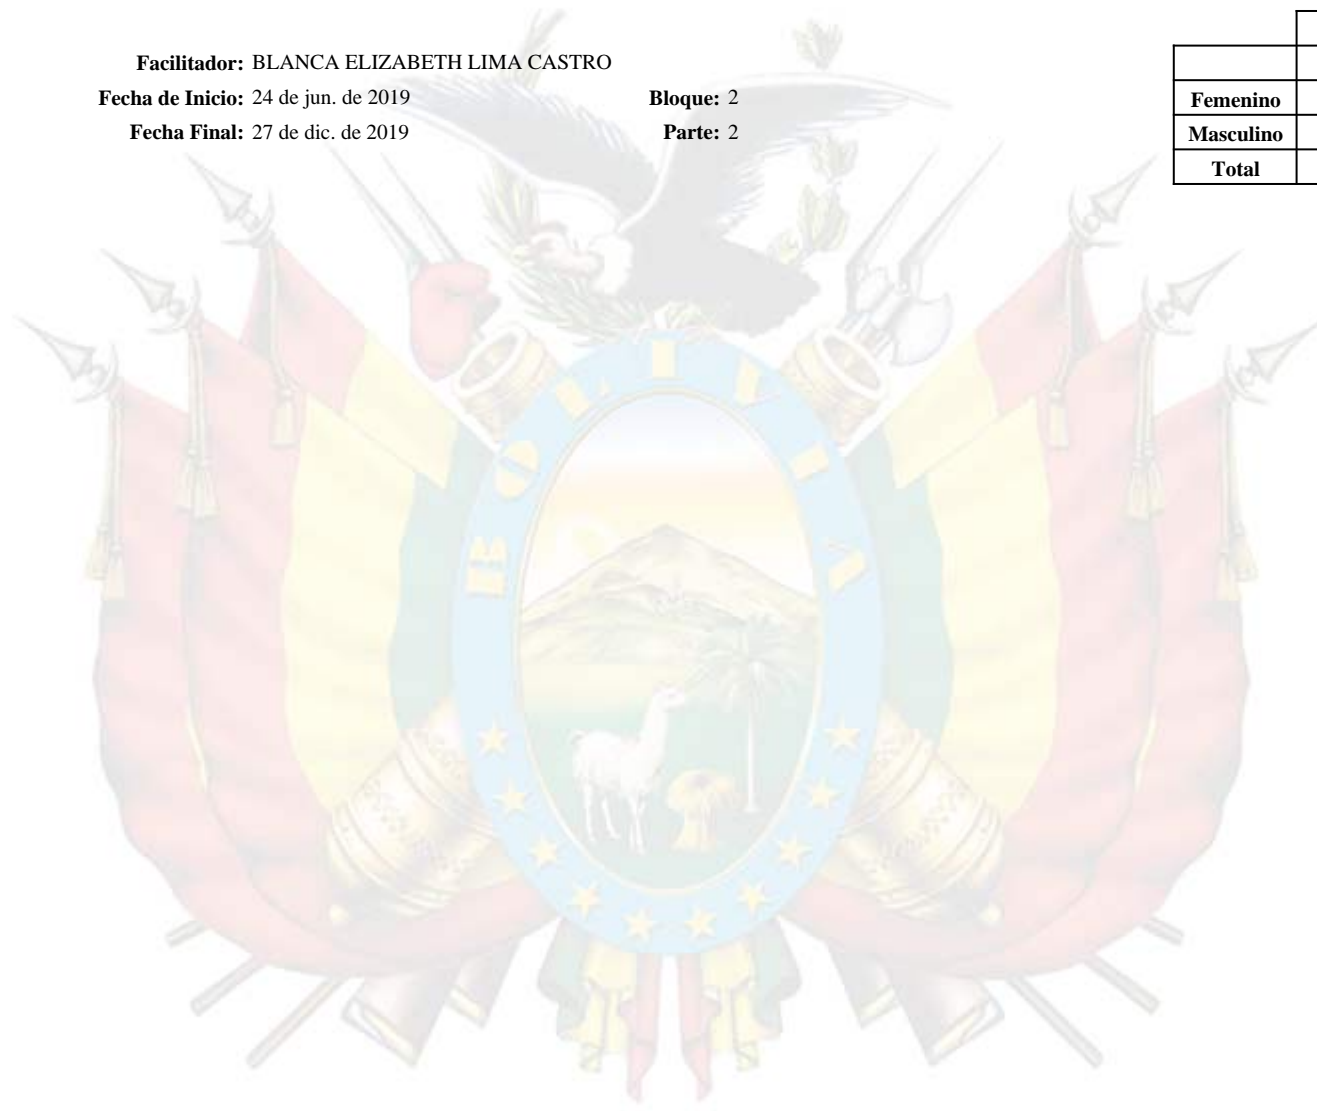 Facilitador: BLANCA ELIZABETH LIMA CASTRO
Fecha de Inicio: 24 de jun. de 2019 Bloque: 2
Fecha Final: 27 de dic. de 2019 Parte: 2
Femenino
Masculino
Total
BOLIVIA